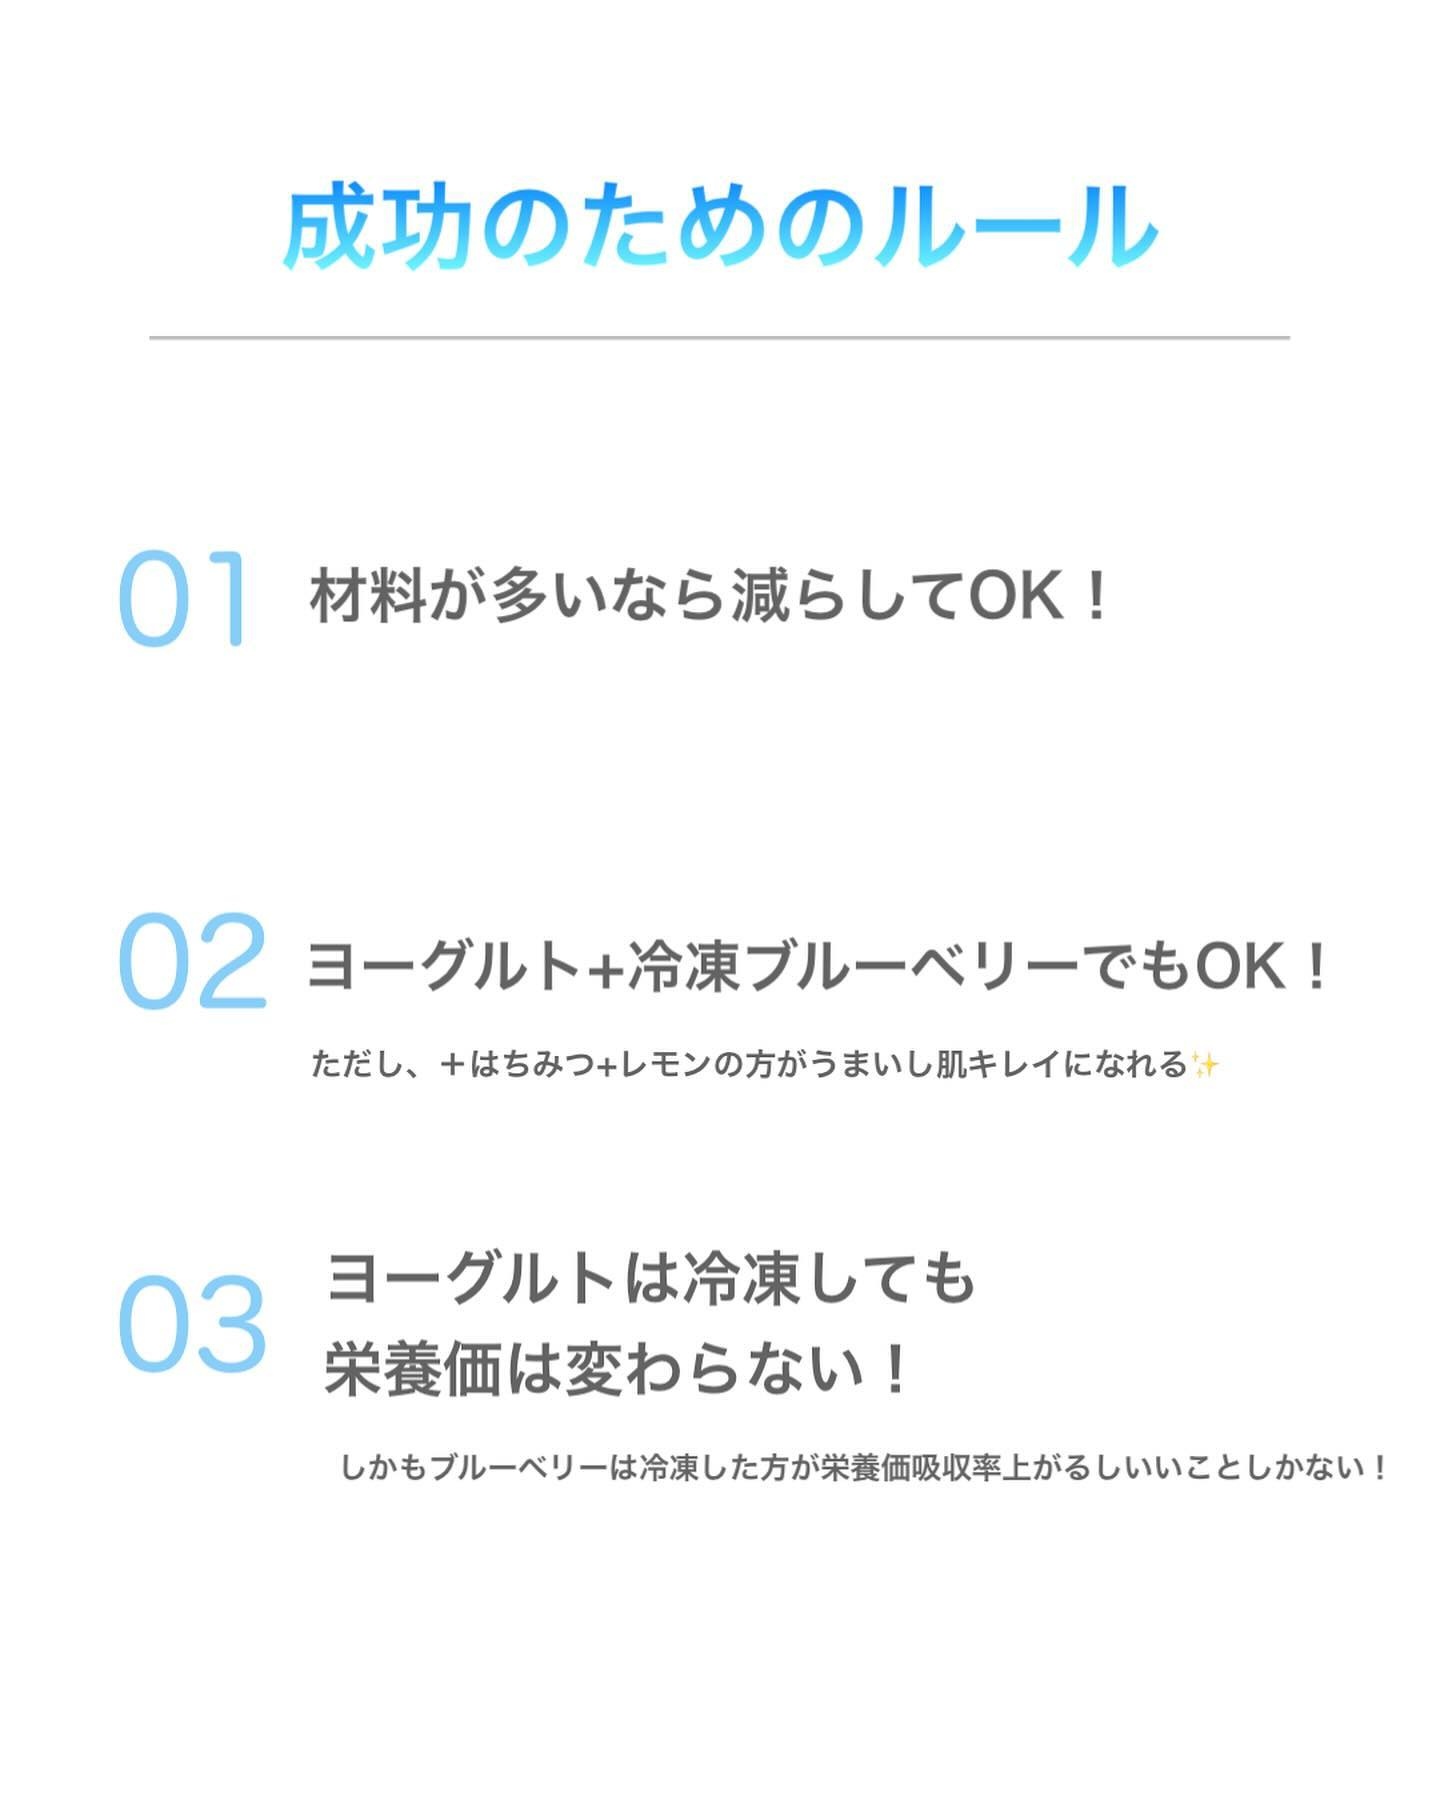 成功のためのルール
01 材料が多いなら減らしてOK！
02 ヨーグルト+冷凍ブルーベリーでもOK！
ただし、＋はちみつ+レモンの方がうまいし肌キレイになれる✨
03 ヨーグルトは冷凍しても
栄養価は変わらない！
しかもブルーベリーは冷凍した方が栄養価吸収率上がるしいいことしかない！